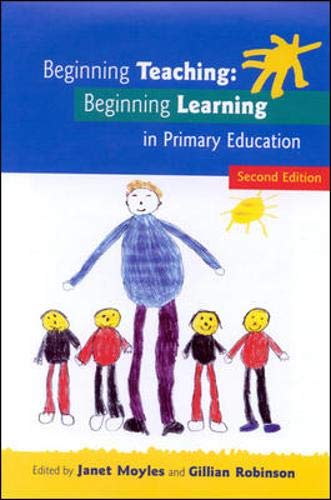 Beginning Teaching:
Beginning Learning
in Primary Education
Second Edition
Edited by Janet Moyles and Gillian Robinson